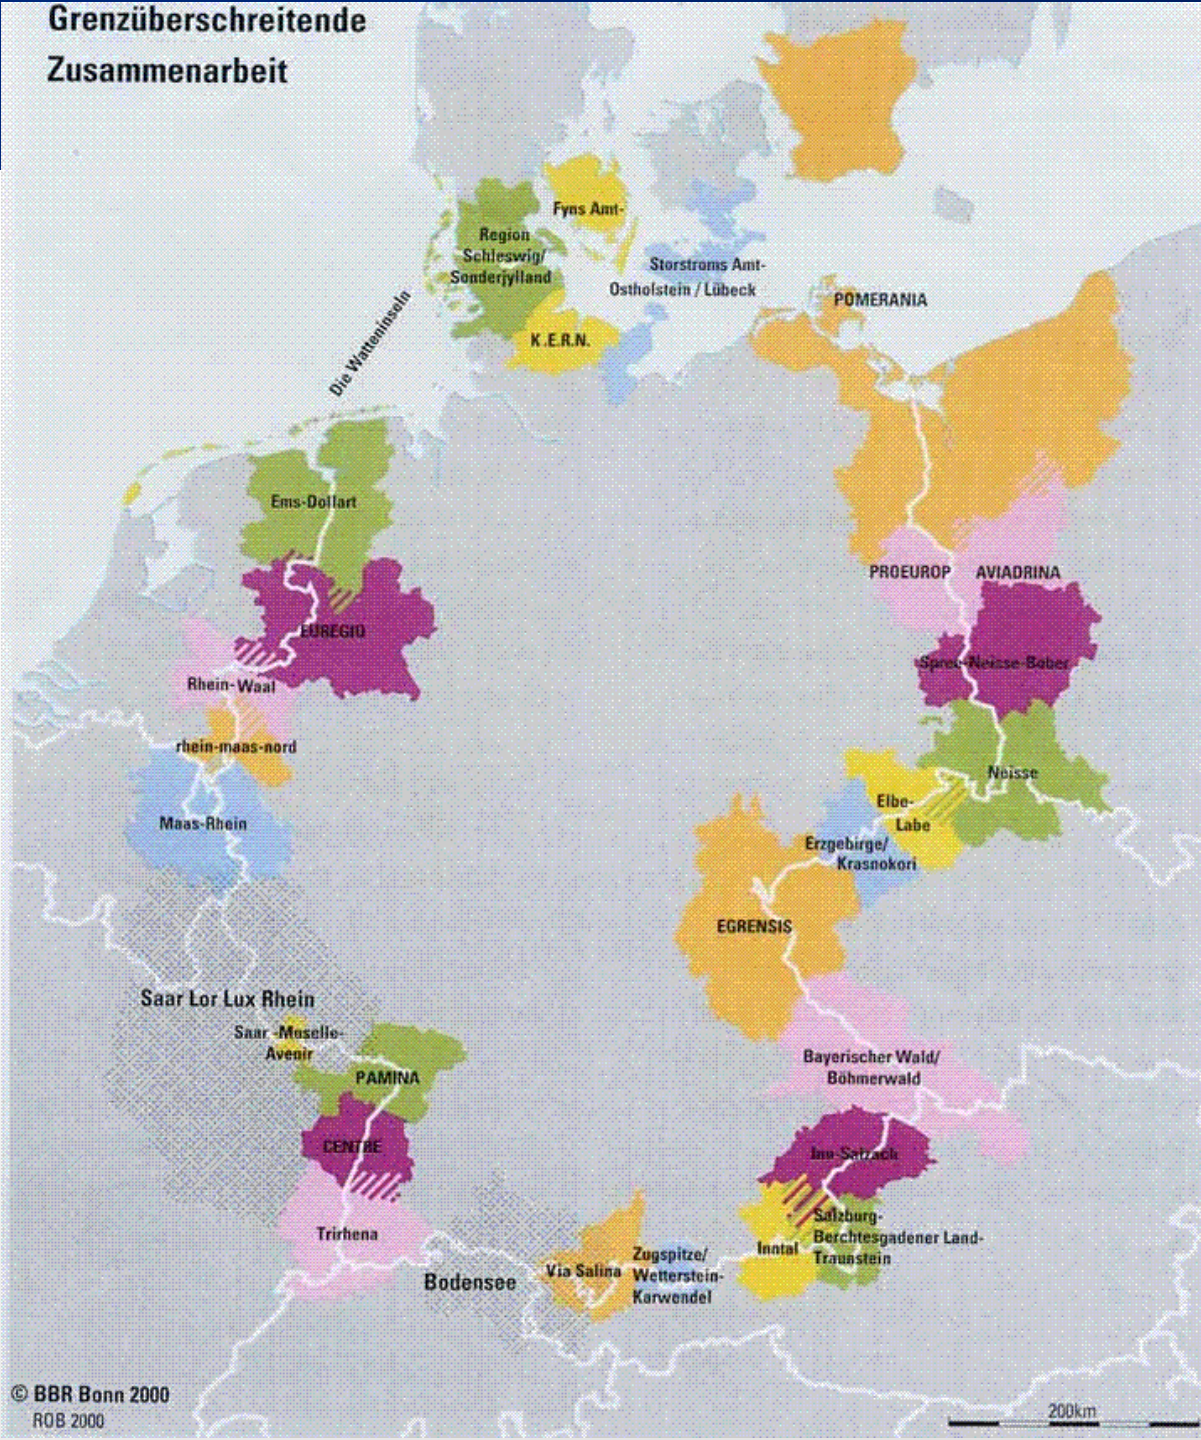 Grenzüberschreitende
Zusammenarbeit
Fyns Amt-
Region
Schleswig/
Sonderjylland
Storstroms Amt-
Ostholstein / Lübeck
POMERANIA
K.E.R.N.
Die Watteninseln
Ems-Dollart
PROEUROP AVIADRINA
EUREGIO
Spree-Neisse-Bober
Rhein-Waal
rhein-maas-nord
Neisse
Elbe-
Labe
Maas-Rhein
Erzgebirge/
Krasnokori
EGRENSIS
Saar Lor Lux Rhein
Saar-Moselle-
Avenir
PAMINA
Bayerischer Wald/
Böhmerwald
CENTRE
Inn-Salzach
Trirhena
Salzburg-
Berchtesgadener Land-
Traunstein
Inntal
Bodensee
Via Salina
Zugspitze/
Wetterstein-
Karwendel
© BBR Bonn 2000
ROB 2000
200km